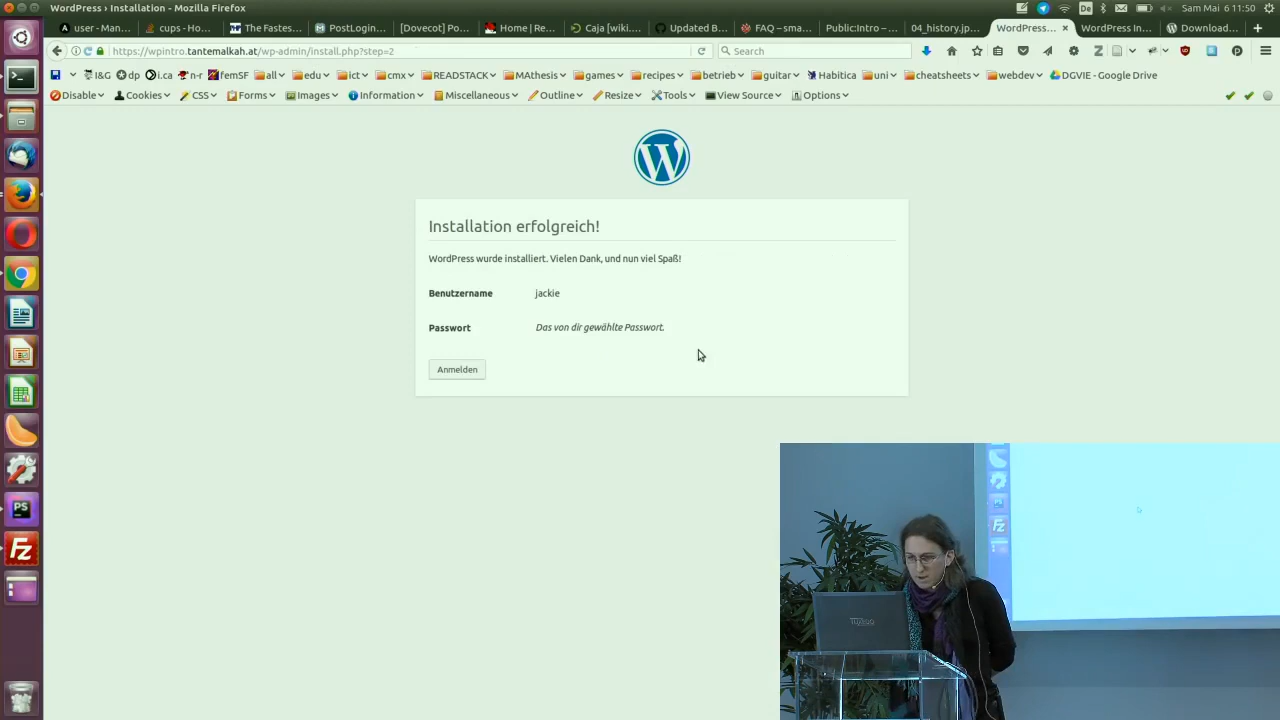 WordPress › Installation - Mozilla Firefox
De
Sam Mai 6 11:50
user - Man...
cups - Ho...
The Fastes...
PostLogin...
[Dovecot] Po...
Home | Re...
Caja [wiki...
Updated B...
FAQ – sma...
Public:Intro – ...
04_history.jp...
WordPress...
WordPress In...
Download...
https://wpintro.tantemalkah.at/wp-admin/install.php?step=2
Search
I&G
dp
i.ca
n-r
femSF
all
edu
ict
cmx
READSTACK
MAthesis
games
recipes
betrieb
guitar
Habitica
uni
cheatsheets
webdev
DGVIE - Google Drive
Disable
Cookies
CSS
Forms
Images
Information
Miscellaneous
Outline
Resize
Tools
View Source
Options
W
Installation erfolgreich!
WordPress wurde installiert. Vielen Dank, und nun viel Spaß!
Benutzername jackie
Passwort Das von dir gewählte Passwort.
Anmelden
PS
Fz
Fz
TUXEDO